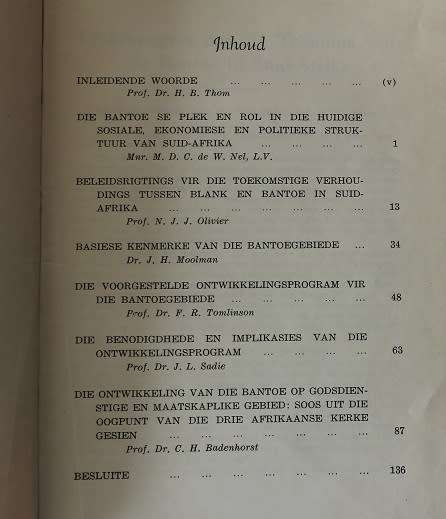 Inhoud
INLEIDENDE WOORDE ... ... ... ... ... (v)
Prof. Dr. H. B. Thom
DIE BANTOE SE PLEK EN ROL IN DIE HUIDIGE
SOSIALE, EKONOMIESE EN POLITIEKE STRUK-
TUUR VAN SUID-AFRIKA ... ... ... ... 1
Mnr. M. D. C. de W. Nel, L.V.
BELEIDSRIGTINGS VIR DIE TOEKOMSTIGE VERHOU-
DINGS TUSSEN BLANK EN BANTOE IN SUID-
AFRIKA ... ... ... ... ... ... ... 13
Prof. N. J. J. Olivier
BASIESE KENMERKE VAN DIE BANTOEGEBIEDE ... 34
Dr. J. H. Moolman
DIE VOORGESTELDE ONTWIKKELINGSPROGRAM VIR
DIE BANTOEGEBIEDE ... ... ... ... ... 48
Prof. Dr. F. R. Tomlinson
DIE BENODIGDHEDE EN IMPLIKASIES VAN DIE
ONTWIKKELINGSPROGRAM ... ... ... ... 63
Prof. Dr. J. L. Sadie
DIE ONTWIKKELING VAN DIE BANTOE OP GODSDIEN-
STIGE EN MAATSKAPLIKE GEBIED: SOOS UIT DIE
OOGPUNT VAN DIE DRIE AFRIKAANSE KERKE
GESIEN ... ... ... ... ... ... ... 87
Prof. Dr. C. H. Badenhorst
BESLUITE ... ... ... ... ... ... ... 136